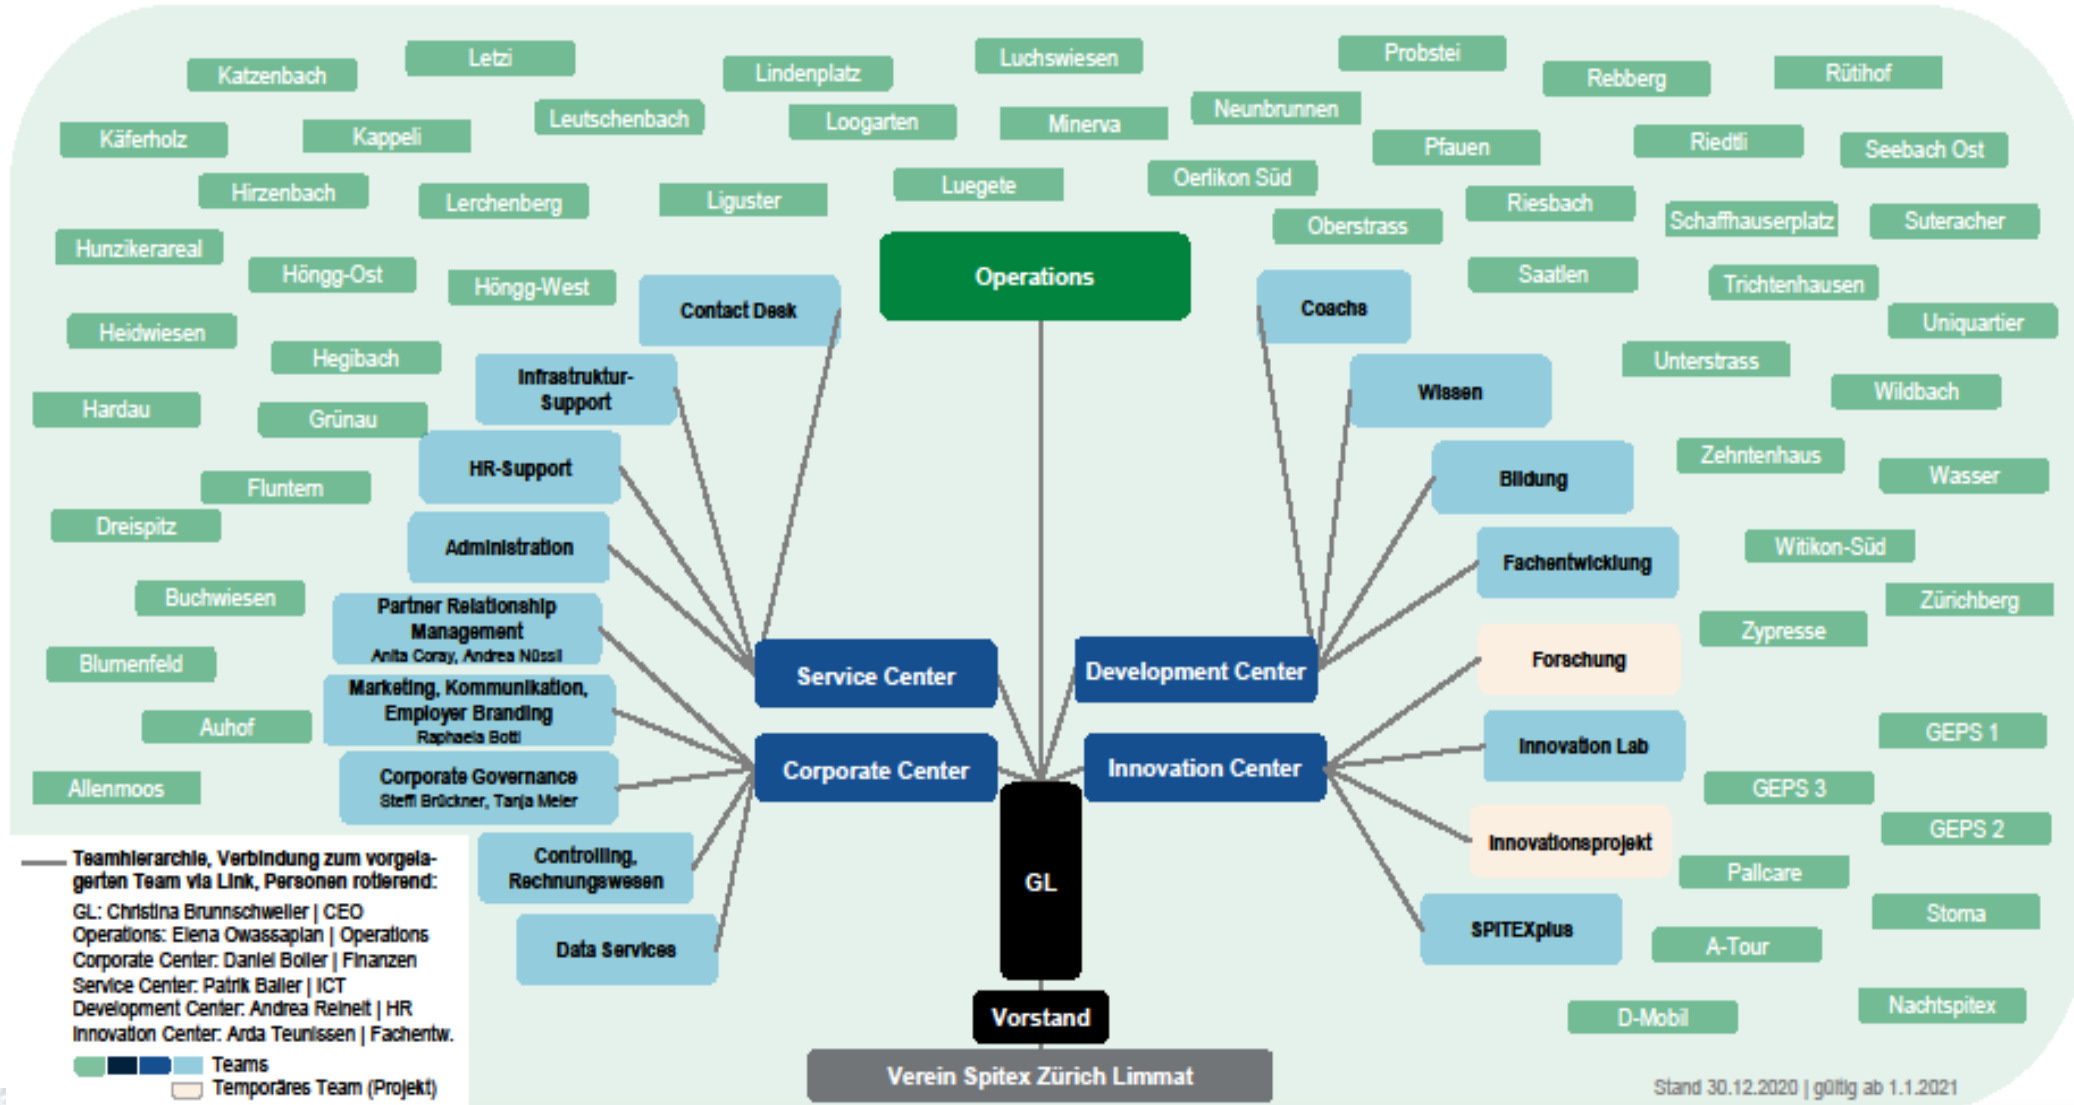 Katzenbach
Letzi
Lindenplatz
Luchswiesen
Probstei
Rebberg
Rütihof
Käferholz
Kappeli
Leutschenbach
Loogarten
Minerva
Neunbrunnen
Pfauen
Riedtli
Seebach Ost
Hirzenbach
Lerchenberg
Liguster
Luegete
Oerlikon Süd
Oberstrass
Riesbach
Schaffhauserplatz
Suteracher
Hunzikerareal
Höngg-Ost
Höngg-West
Saatlen
Trichtenhausen
Uniquartier
Heidwiesen
Hegibach
Unterstrass
Wildbach
Hardau
Grünau
Zehntenhaus
Wasser
Fluntern
Dreispitz
Witikon-Süd
Buchwiesen
Zürichberg
Zypresse
Blumenfeld
Auhof
Allenmoos
GEPS 1
GEPS 3
GEPS 2
Pallcare
Stoma
A-Tour
D-Mobil
Nachtspitex
Operations
Contact Desk
Infrastruktur-
Support
HR-Support
Administration
Partner Relationship
Management
Anita Coray, Andrea Nüssli
Marketing, Kommunikation,
Employer Branding
Raphaela Botti
Corporate Governance
Steffi Brückner, Tanja Meier
Controlling,
Rechnungswesen
Data Services
Coachs
Wissen
Bildung
Fachentwicklung
Forschung
Innovation Lab
Innovationsprojekt
SPITEXplus
Service Center
Development Center
Corporate Center
Innovation Center
GL
Vorstand
Verein Spitex Zürich Limmat
Teamhierarchie, Verbindung zum vorgela-
gerten Team via Link, Personen rotierend:
GL: Christina Brunnschweiler | CEO
Operations: Elena Owassapian | Operations
Corporate Center: Daniel Boller | Finanzen
Service Center: Patrik Baller | ICT
Development Center: Andrea Reineit | HR
Innovation Center: Arda Teunissen | Fachentw.
Teams
Temporäres Team (Projekt)
Stand 30.12.2020 | gültig ab 1.1.2021